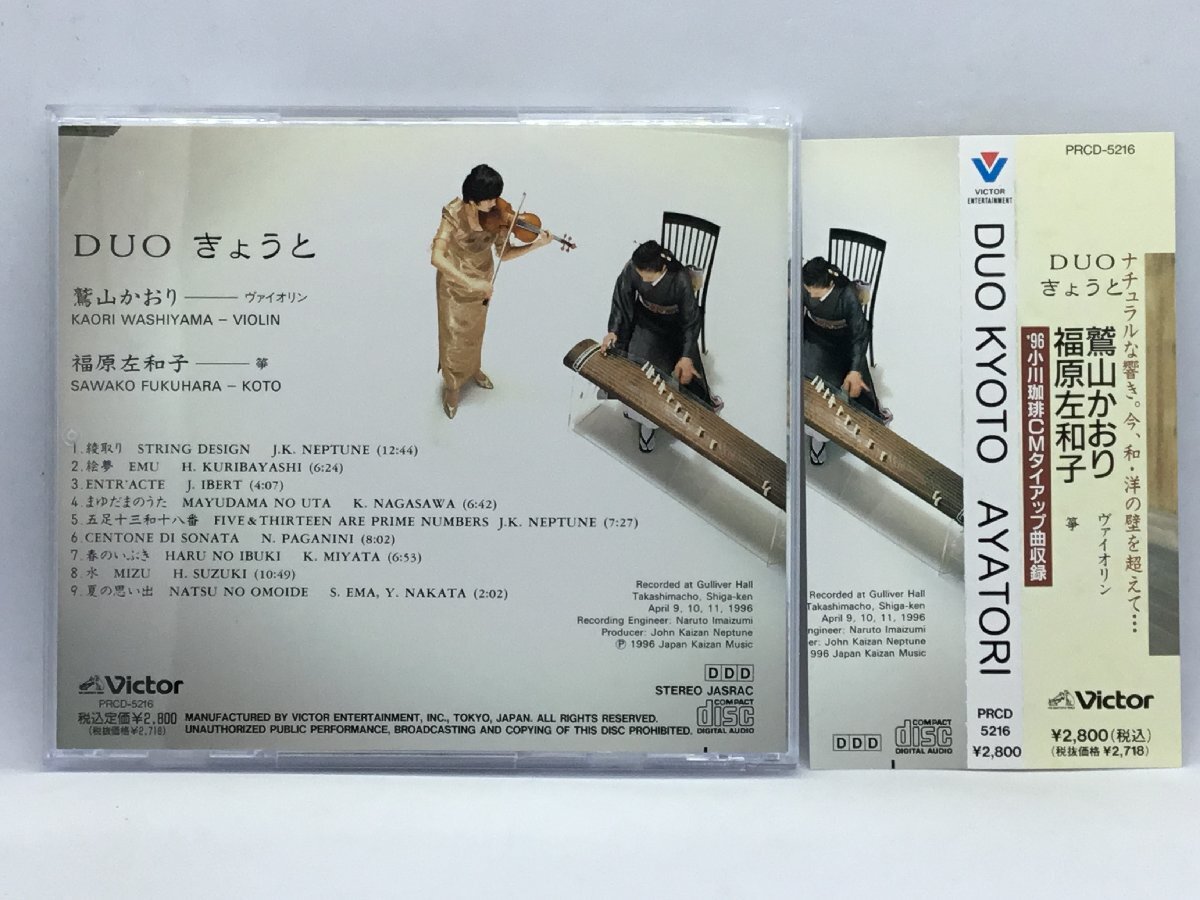 DUO きょうと
鷲山かおり ヴァイオリン
KAORI WASHIYAMA – VIOLIN
福原左和子 箏
SAWAKO FUKUHARA – KOTO
1. 綾取り STRING DESIGN J.K. NEPTUNE (12:44)
2. 絵夢 EMU H. KURIBAYASHI (6:24)
3. ENTR'ACTE J. IBERT (4:07)
4. まゆだまのうた MAYUDAMA NO UTA K. NAGASAWA (6:42)
5. 五足十三和十八番 FIVE & THIRTEEN ARE PRIME NUMBERS J.K. NEPTUNE (7:27)
6. CENTONE DI SONATA N. PAGANINI (8:02)
7. 春のいぶき HARU NO IBUKI K. MIYATA (6:53)
8. 水 MIZU H. SUZUKI (10:49)
9. 夏の思い出 NATSU NO OMOIDE S. EMA, Y. NAKATA (2:02)
Recorded at Gulliver Hall
Takashimacho, Shiga-ken
April 9, 10, 11, 1996
Recording Engineer: Naruto Imaizumi
Producer: John Kaizan Neptune
Ⓟ 1996 Japan Kaizan Music
DDD
STEREO JASRAC
Victor
PRCD-5216
税込定価¥2,800
(税抜価格¥2,718)
MANUFACTURED BY VICTOR ENTERTAINMENT, INC., TOKYO, JAPAN. ALL RIGHTS RESERVED.
UNAUTHORIZED PUBLIC PERFORMANCE, BROADCASTING AND COPYING OF THIS DISC PROHIBITED.
COMPACT
disc
DIGITAL AUDIO
Recorded at Gulliver Hall
Takashimacho, Shiga-ken
April 9, 10, 11, 1996
ngineer: Naruto Imaizumi
er: John Kaizan Neptune
996 Japan Kaizan Music
DDD
COMPACT
disc
DIGITAL AUDIO
VICTOR
ENTERTAINMENT
DUO KYOTO AYATORI
PRCD
5216
¥2,800
PRCD-5216
ナチュラルな響き。今、和・洋の壁を超えて…
DUO
きょうと
鷲山かおり ヴァイオリン
福原左和子 箏
'96小川珈琲CMタイアップ曲収録
Victor
¥2,800(税込)
(税抜価格 ¥2,718)